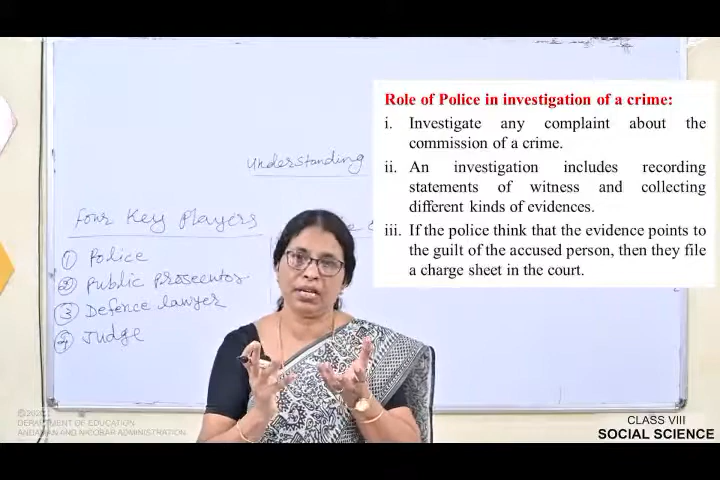 Understanding
Four Key Players
① Police
② Public Prosecutor
③ Defence lawyer
④ Judge
Role of Police in investigation of a crime:
i. Investigate any complaint about the
commission of a crime.
ii. An investigation includes recording
statements of witness and collecting
different kinds of evidences.
iii. If the police think that the evidence points to
the guilt of the accused person, then they file
a charge sheet in the court.
DEPARTMENT OF EDUCATION
ANDAMAN AND NICOBAR ADMINISTRATION
CLASS VIII
SOCIAL SCIENCE